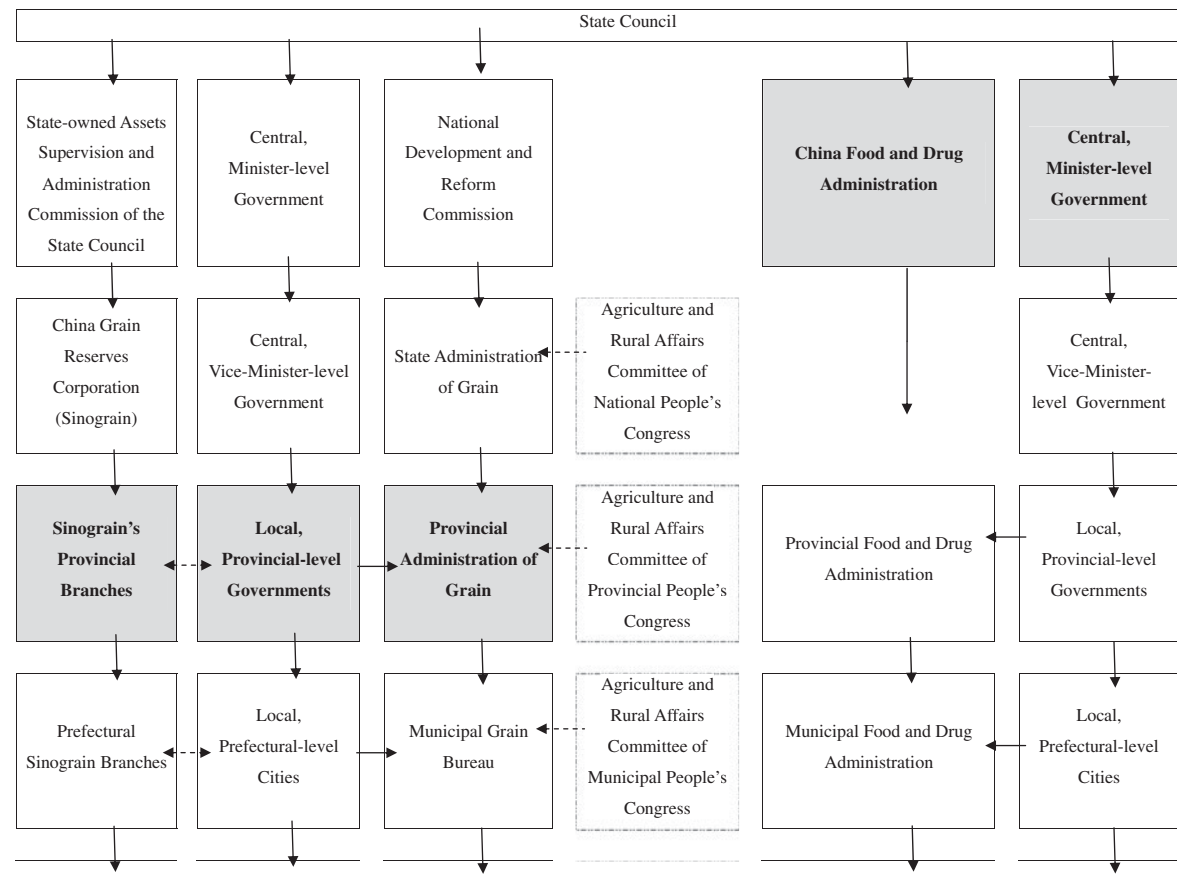 State Council
State-owned Assets
Supervision and
Administration
Commission of the
State Council
Central,
Minister-level
Government
National
Development and
Reform
Commission
China Food and Drug
Administration
Central,
Minister-level
Government
China Grain
Reserves
Corporation
(Sinograin)
Central,
Vice-Minister-level
Government
State Administration
of Grain
Agriculture and
Rural Affairs
Committee of
National People's
Congress
Central,
Vice-Minister-
level Government
Sinograin's
Provincial
Branches
Local,
Provincial-level
Governments
Provincial
Administration of
Grain
Agriculture and
Rural Affairs
Committee of
Provincial People's
Congress
Provincial Food and Drug
Administration
Local,
Provincial-level
Governments
Prefectural
Sinograin Branches
Local,
Prefectural-level
Cities
Municipal Grain
Bureau
Agriculture and
Rural Affairs
Committee of
Municipal People's
Congress
Municipal Food and Drug
Administration
Local,
Prefectural-level
Cities